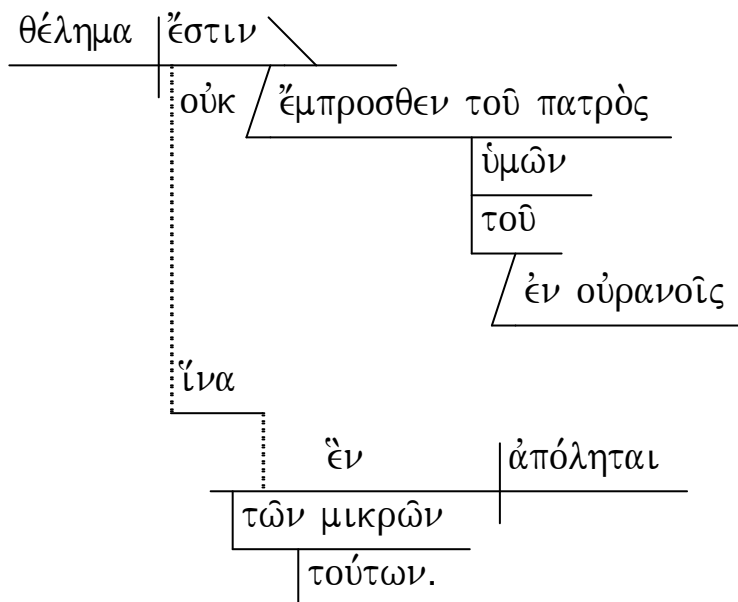 θέλημα ἔστιν
οὐκ ἔμπροσθεν τοῦ πατρὸς
ὑμῶν
τοῦ
ἐν οὐρανοῖς
ἵνα
ἓν ἀπόληται
τῶν μικρῶν
τούτων.